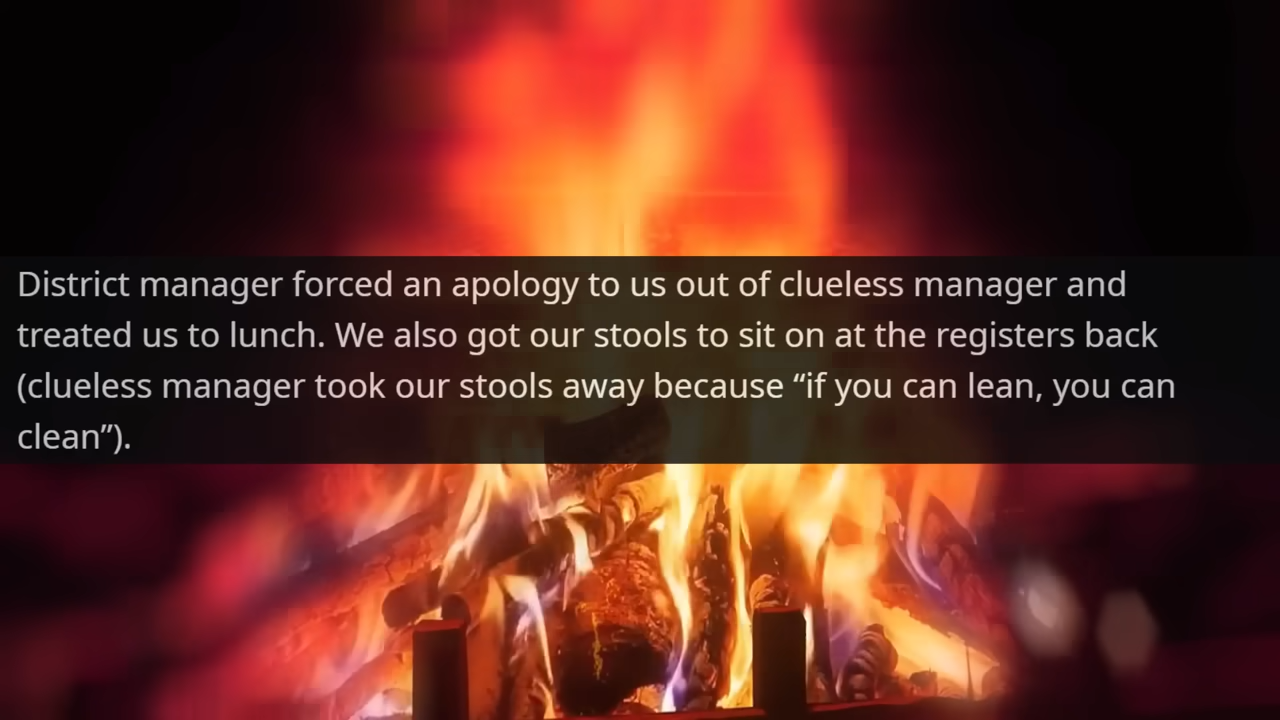 District manager forced an apology to us out of clueless manager and
treated us to lunch. We also got our stools to sit on at the registers back
(clueless manager took our stools away because “if you can lean, you can
clean”).